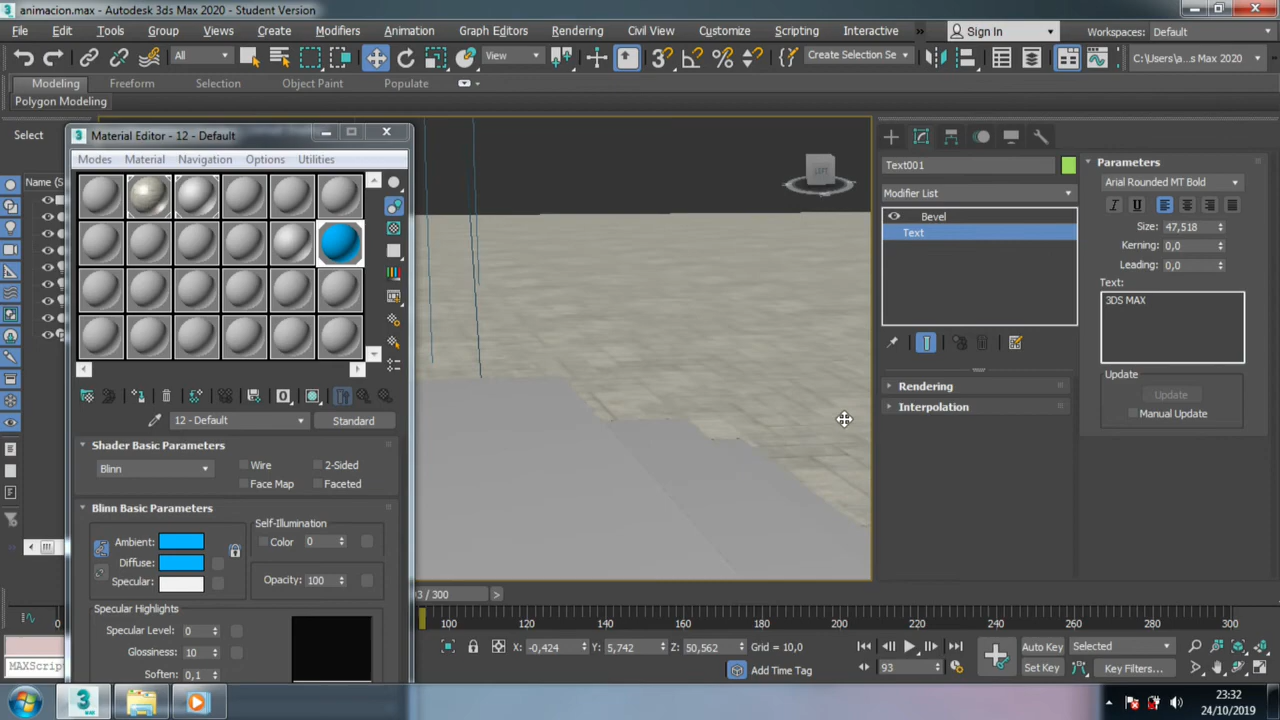 animacion.max - Autodesk 3ds Max 2020 - Student Version
File Edit Tools Group Views Create Modifiers Animation Graph Editors Rendering Civil View Customize Scripting Interactive Sign In Workspaces: Default
All View Create Selection Se C:\Users\a...s Max 2020
Modeling Freeform Selection Object Paint Populate
Polygon Modeling
Select
Name (S
Material Editor - 12 - Default
Modes Material Navigation Options Utilities
12 - Default Standard
Shader Basic Parameters
Blinn Wire 2-Sided
Face Map Faceted
Blinn Basic Parameters
Self-Illumination
Ambient: Color 0
Diffuse:
Specular: Opacity: 100
Specular Highlights
Specular Level: 0
Glossiness: 10
Soften: 0,1
LEFT
Text001
Modifier List
Bevel
Text
Rendering
Interpolation
Parameters
Arial Rounded MT Bold
I U
Size: 47,518
Kerning: 0,0
Leading: 0,0
Text:
3DS MAX
Update
Update
Manual Update
03 / 300 >
0 100 120 140 160 180 200 220 240 260 280 300
MAXScript
X: -0,424 Y: 5,742 Z: 50,562 Grid = 10,0
Add Time Tag
93
Auto Key Selected
Set Key Key Filters...
23:32
24/10/2019